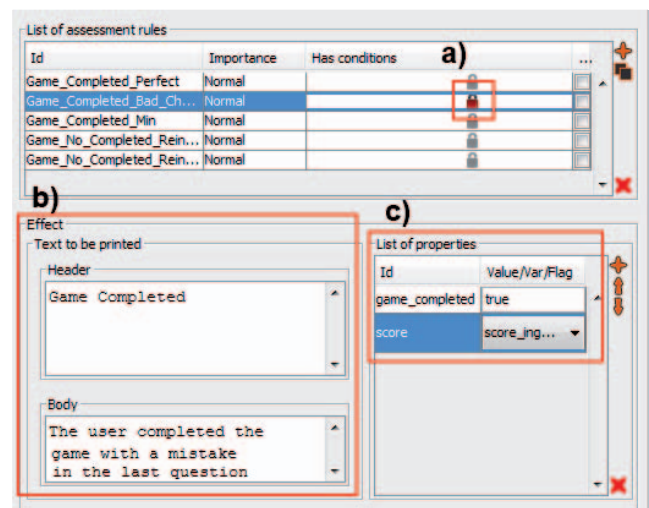 List of assessment rules
a)
Id Importance Has conditions ...
Game_Completed_Perfect Normal
Game_Completed_Bad_Ch... Normal
Game_Completed_Min Normal
Game_No_Completed_Rein... Normal
Game_No_Completed_Rein... Normal
b)
Effect
Text to be printed
Header
Game Completed
Body
The user completed the
game with a mistake
in the last question
c)
List of properties
Id Value/Var/Flag
game_completed true
score score_ing...